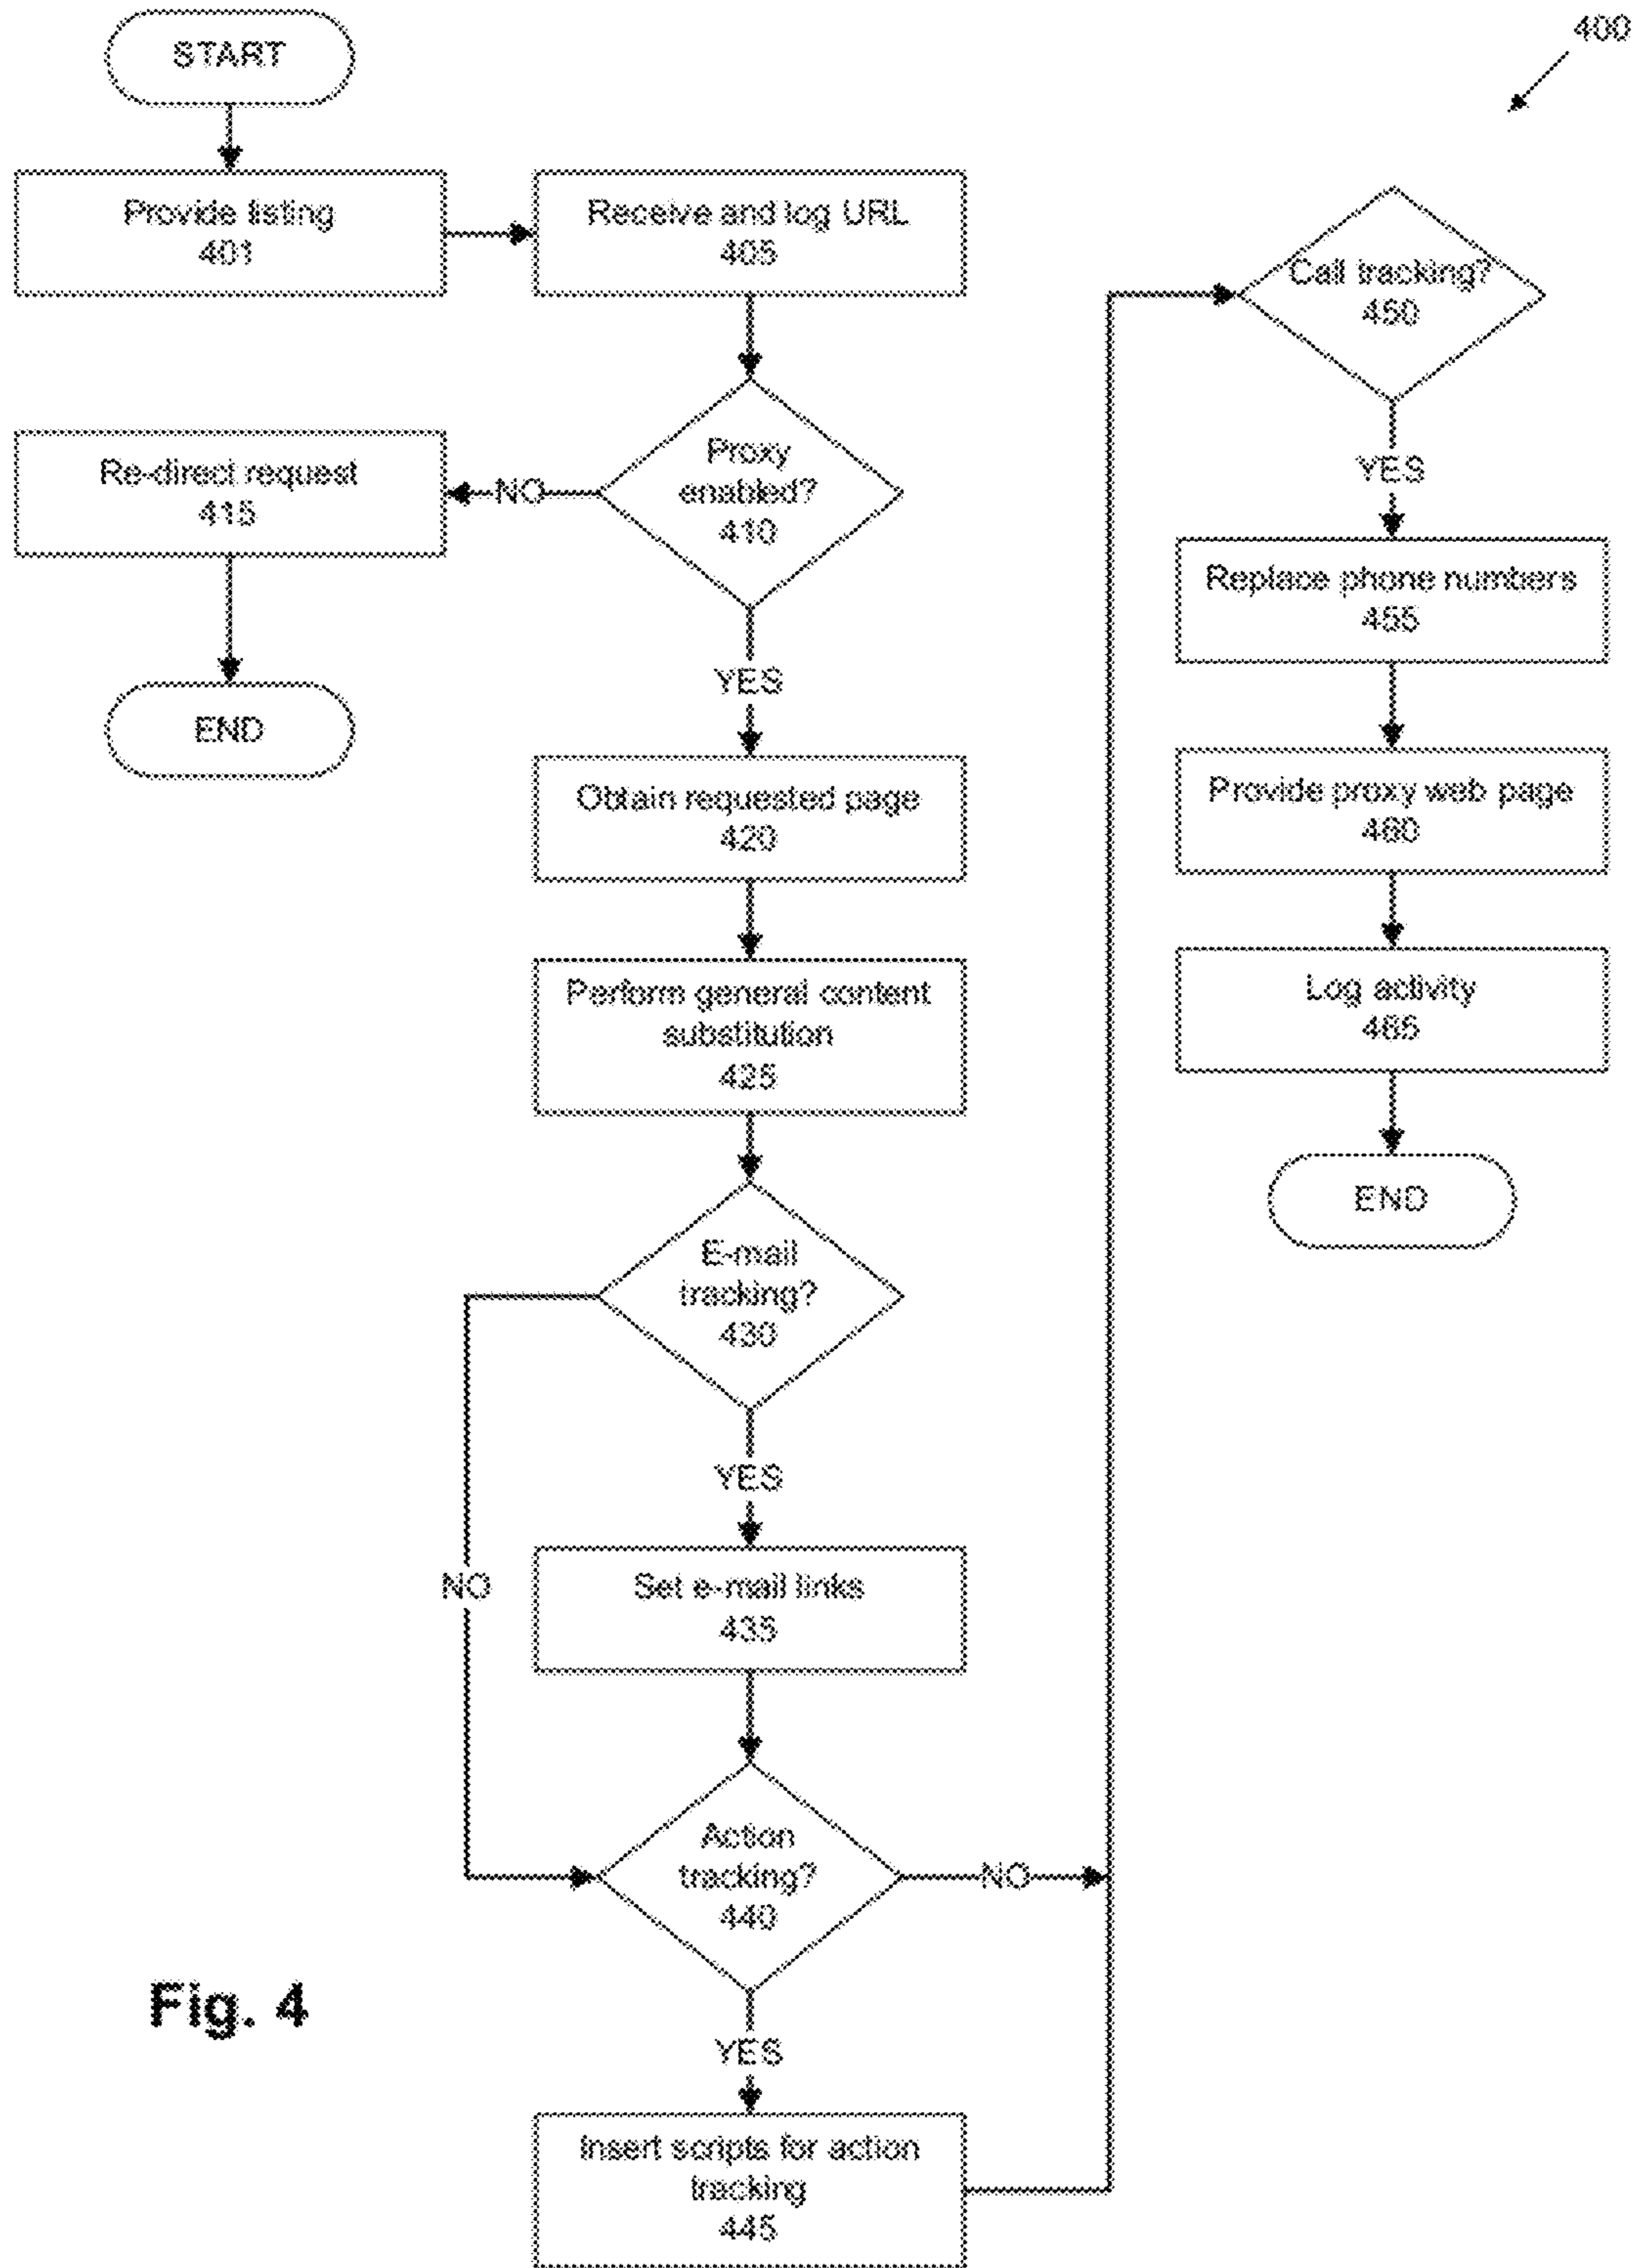 400
START
Provide listing
401
Receive and log URL
405
Proxy
enabled?
410
NO
Re-direct request
415
END
YES
Obtain requested page
420
Perform general content
substitution
425
E-mail
tracking?
430
NO
YES
Set e-mail links
435
Action
tracking?
440
NO
YES
Insert scripts for action
tracking
445
Call tracking?
450
YES
Replace phone numbers
455
Provide proxy web page
460
Log activity
465
END
Fig. 4